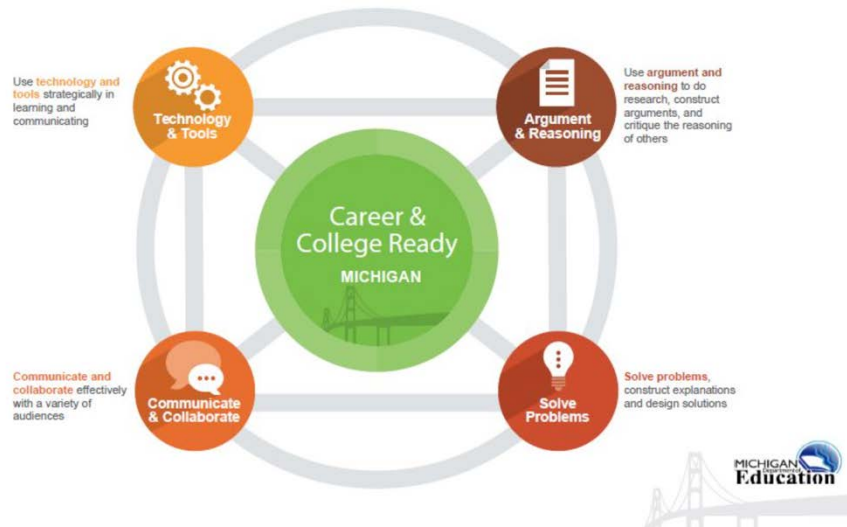 Use technology and
tools strategically in
learning and
communicating
Technology
& Tools
Argument
& Reasoning
Use argument and
reasoning to do
research, construct
arguments, and
critique the reasoning
of others
Career &
College Ready
MICHIGAN
Communicate and
collaborate effectively
with a variety of
audiences
Communicate
& Collaborate
Solve
Problems
Solve problems,
construct explanations
and design solutions
MICHIGAN
Department of
Education